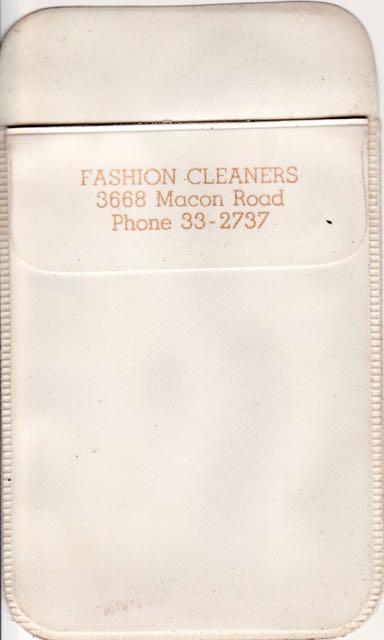 FASHION CLEANERS
3668 Macon Road
Phone 33-2737